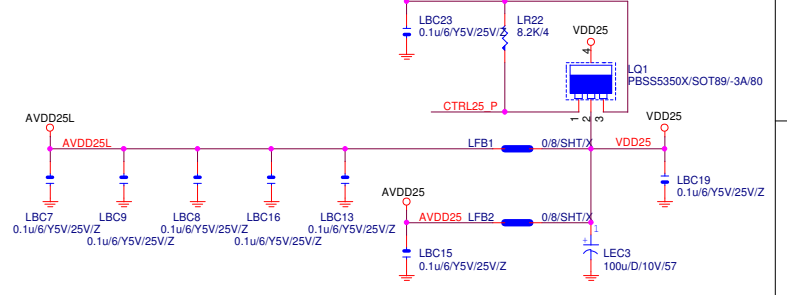 LBC23
0.1u/6/Y5V/25V/Z
LR22
8.2K/4
VDD25
4
LQ1
PBSS5350X/SOT89/-3A/80
CTRL25_P
1
2
3
AVDD25L
AVDD25L
LFB1
0/8/SHT/X
VDD25
VDD25
LBC7
0.1u/6/Y5V/25V/Z
LBC9
0.1u/6/Y5V/25V/Z
LBC8
0.1u/6/Y5V/25V/Z
LBC16
0.1u/6/Y5V/25V/Z
LBC13
0.1u/6/Y5V/25V/Z
LBC19
0.1u/6/Y5V/25V/Z
AVDD25
AVDD25
LFB2
0/8/SHT/X
LBC15
0.1u/6/Y5V/25V/Z
1
+
LEC3
100u/D/10V/57